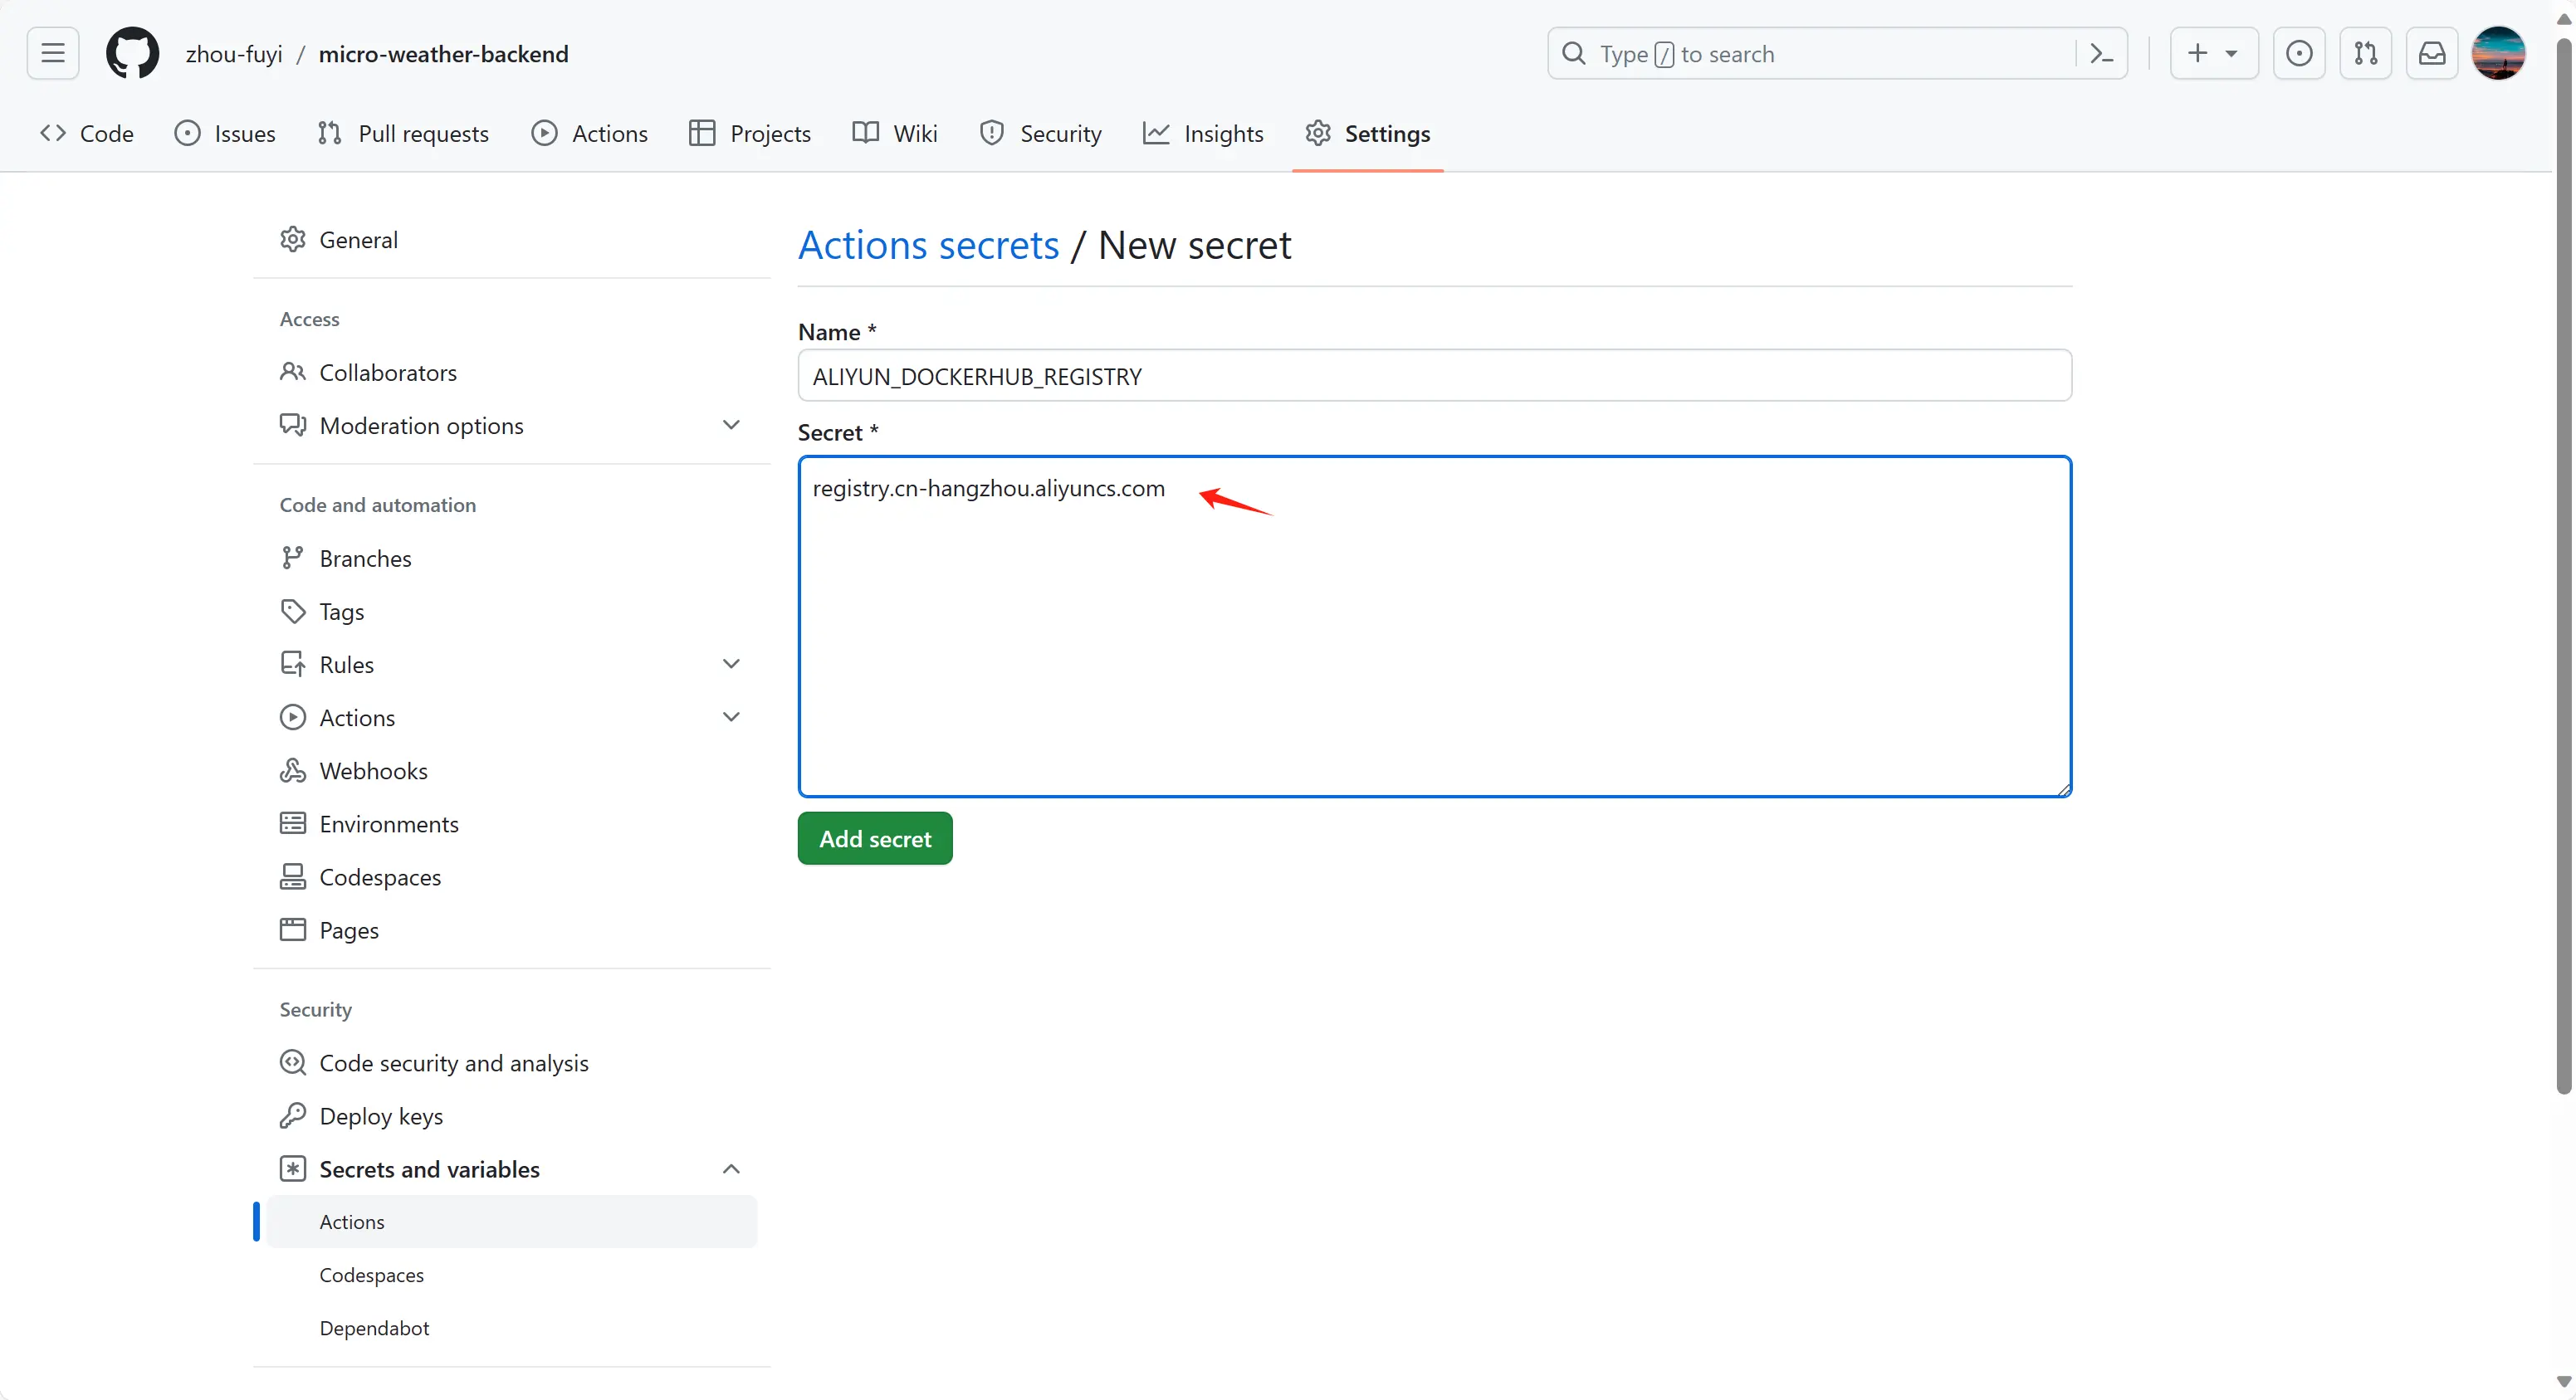 zhou-fuyi / micro-weather-backend
Type / to search
Code
Issues
Pull requests
Actions
Projects
Wiki
Security
Insights
Settings
General
Access
Collaborators
Moderation options
Code and automation
Branches
Tags
Rules
Actions
Webhooks
Environments
Codespaces
Pages
Security
Code security and analysis
Deploy keys
Secrets and variables
Actions
Codespaces
Dependabot
Actions secrets / New secret
Name *
ALIYUN_DOCKERHUB_REGISTRY
Secret *
registry.cn-hangzhou.aliyuncs.com
Add secret